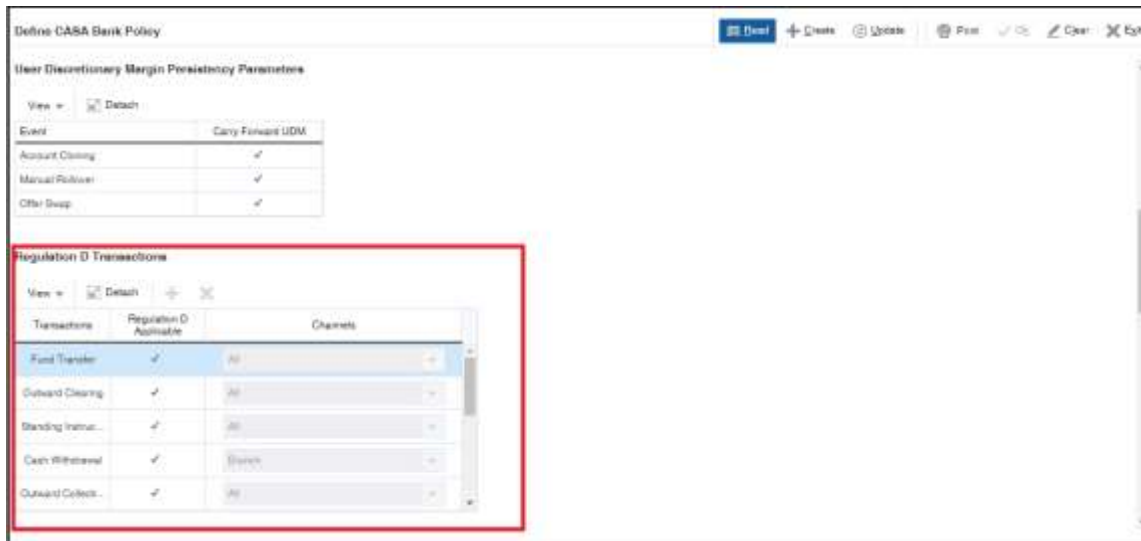 Define CASA Bank Policy
Read Create Update Print Ok Clear Exit
User Discretionary Margin Persistency Parameters
View Detach
Event Carry Forward UDM
Account Closing
Manual Rollover
Offer Swap
Regulation D Transactions
View Detach
Transactions Regulation D Applicable Channels
Fund Transfer All
Outward Clearing All
Standing Instruc... All
Cash Withdrawal Branch
Outward Collecti... All